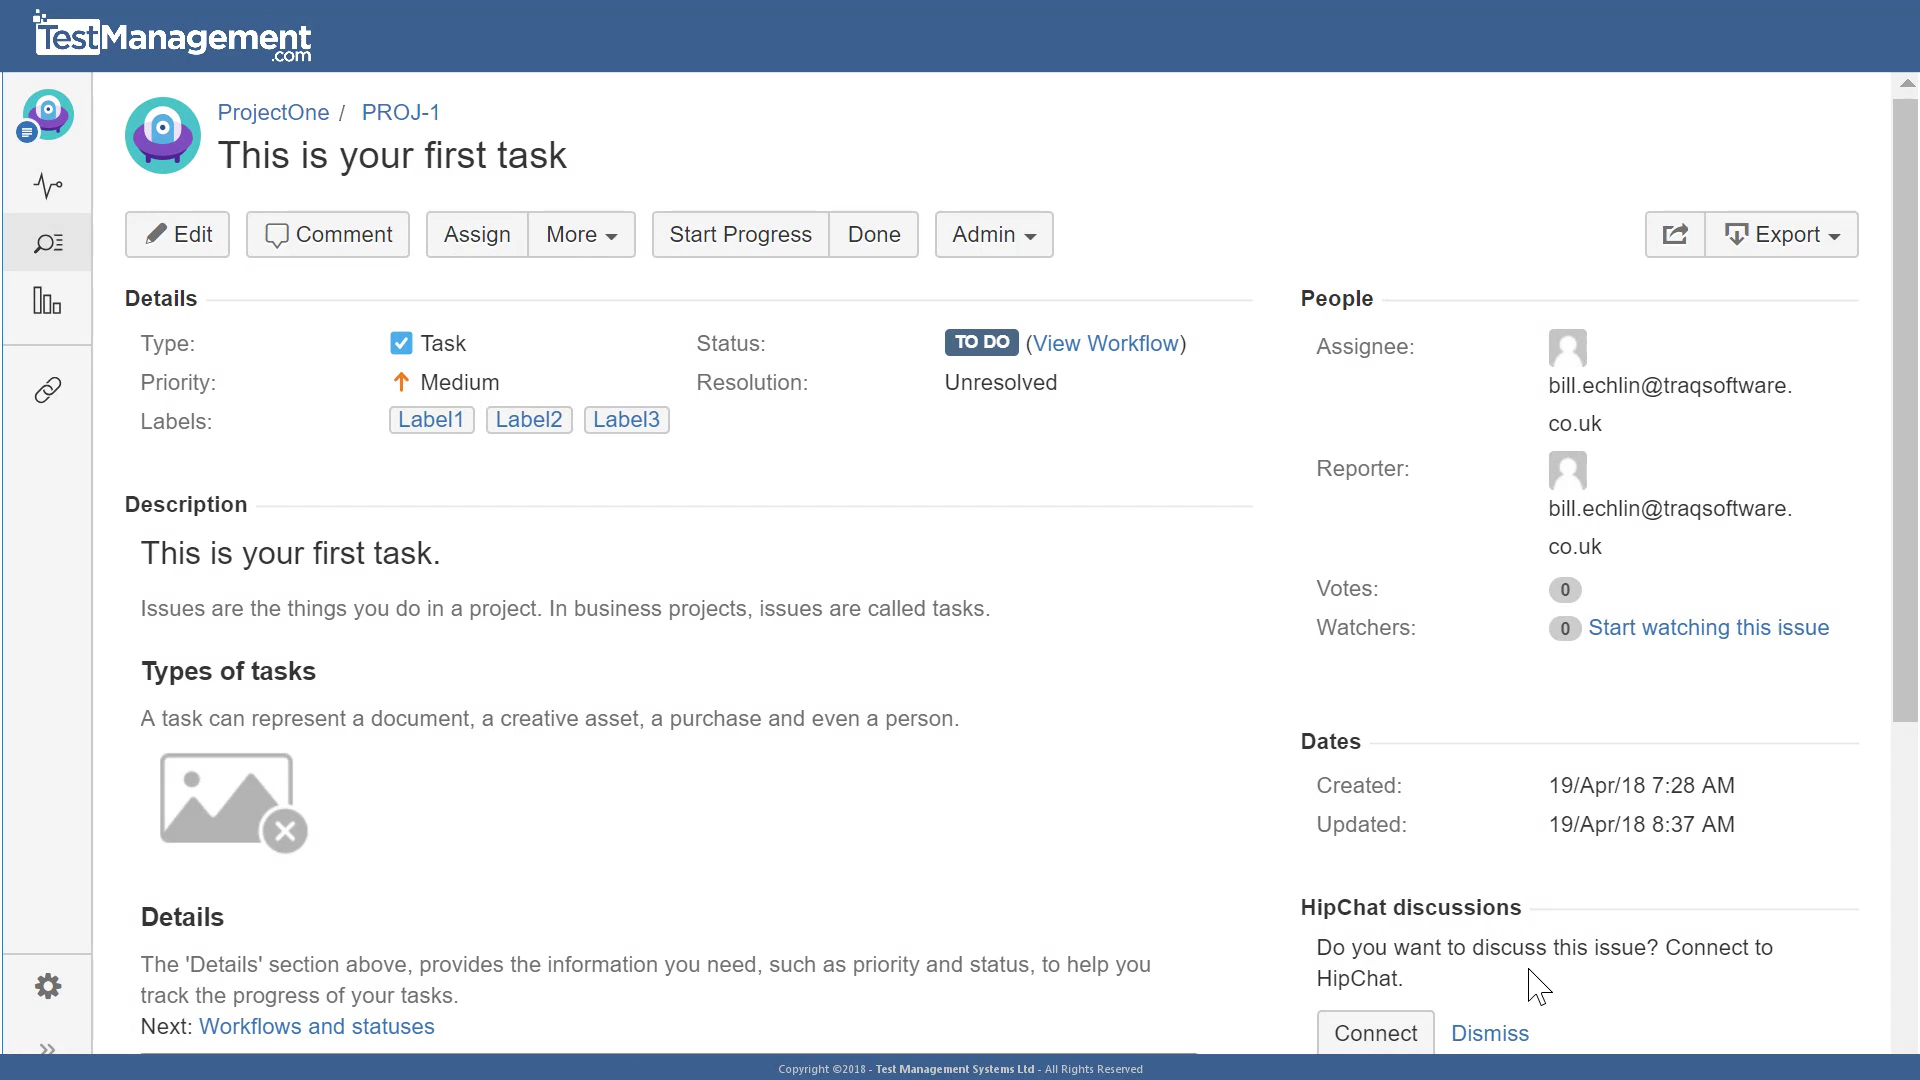 TestManagement
.com
ProjectOne / PROJ-1
This is your first task
Edit Comment Assign More Start Progress Done Admin Export
Details
Type: Task Status: TO DO (View Workflow)
Priority: Medium Resolution: Unresolved
Labels: Label1 Label2 Label3
Description
This is your first task.
Issues are the things you do in a project. In business projects, issues are called tasks.
Types of tasks
A task can represent a document, a creative asset, a purchase and even a person.
Details
The 'Details' section above, provides the information you need, such as priority and status, to help you
track the progress of your tasks.
Next: Workflows and statuses
People
Assignee:
bill.echlin@traqsoftware.
co.uk
Reporter:
bill.echlin@traqsoftware.
co.uk
Votes: 0
Watchers: 0 Start watching this issue
Dates
Created: 19/Apr/18 7:28 AM
Updated: 19/Apr/18 8:37 AM
HipChat discussions
Do you want to discuss this issue? Connect to
HipChat.
Connect Dismiss
Copyright ©2018 - Test Management Systems Ltd - All Rights Reserved